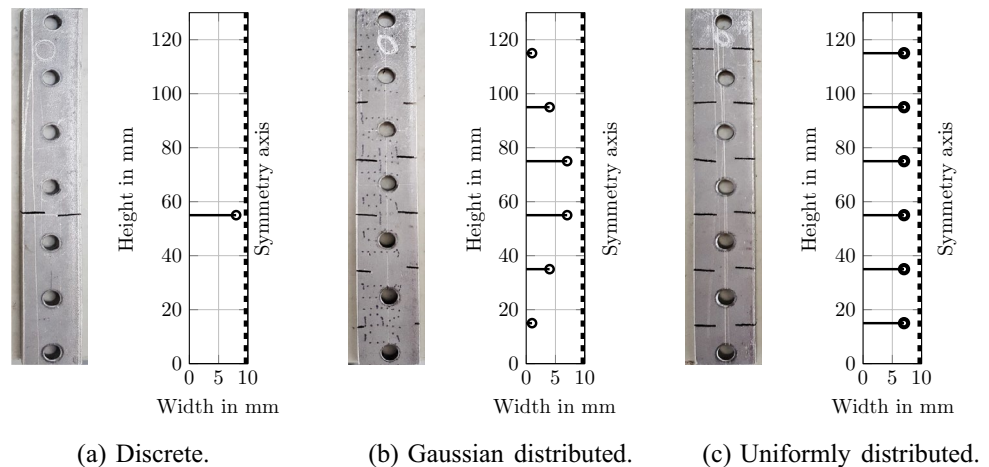 120
100
80
60
40
20
0
0 5 10
Height in mm
Symmetry axis
Width in mm
(a) Discrete.
120
100
80
60
40
20
0
0 5 10
Height in mm
Symmetry axis
Width in mm
(b) Gaussian distributed.
120
100
80
60
40
20
0
0 5 10
Height in mm
Symmetry axis
Width in mm
(c) Uniformly distributed.